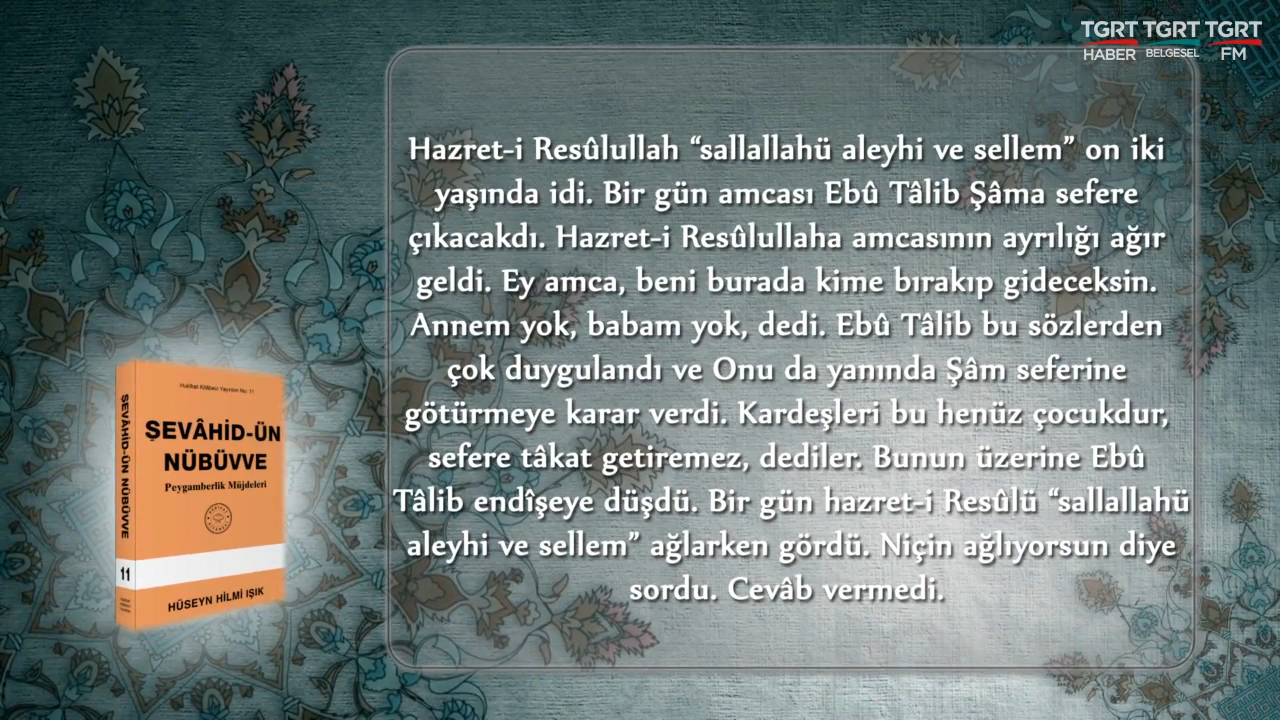 TGRT TGRT TGRT
HABER BELGESEL FM
Hazret-i Resûlullah “sallallahü aleyhi ve sellem” on iki
yaşında idi. Bir gün amcası Ebû Tâlib Şâma sefere
çıkacakdı. Hazret-i Resûlullaha amcasının ayrılığı ağır
geldi. Ey amca, beni burada kime bırakıp gideceksin.
Annem yok, babam yok, dedi. Ebû Tâlib bu sözlerden
çok duygulandı ve Onu da yanında Şâm seferine
götürmeye karar verdi. Kardeşleri bu henüz çocukdur,
sefere tâkat getiremez, dediler. Bunun üzerine Ebû
Tâlib endîşeye düşdü. Bir gün hazret-i Resûlü “sallallahü
aleyhi ve sellem” ağlarken gördü. Niçin ağlıyorsun diye
sordu. Cevâb vermedi.
Hakîkat Kitâbevi Yayınları No: 11
ŞEVÂHİD-ÜN
NÜBÜVVE
Peygamberlik Müjdeleri
HÜSEYN HİLMİ IŞIK
ŞEVÂHİD-ÜN NÜBÜVVE
11